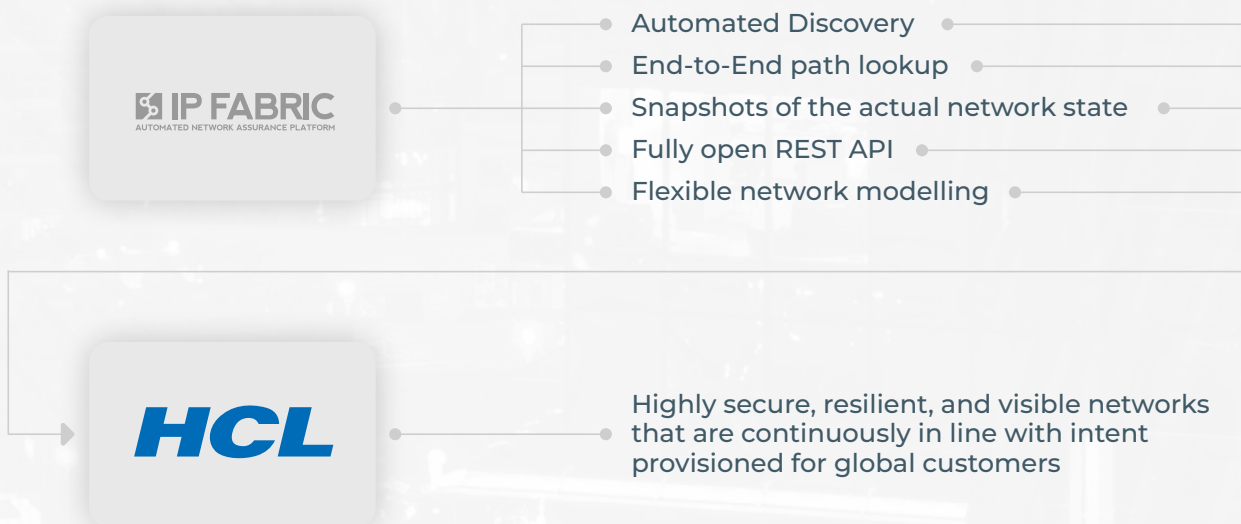 IP FABRIC
AUTOMATED NETWORK ASSURANCE PLATFORM
Automated Discovery
End-to-End path lookup
Snapshots of the actual network state
Fully open REST API
Flexible network modelling
HCL
Highly secure, resilient, and visible networks
that are continuously in line with intent
provisioned for global customers